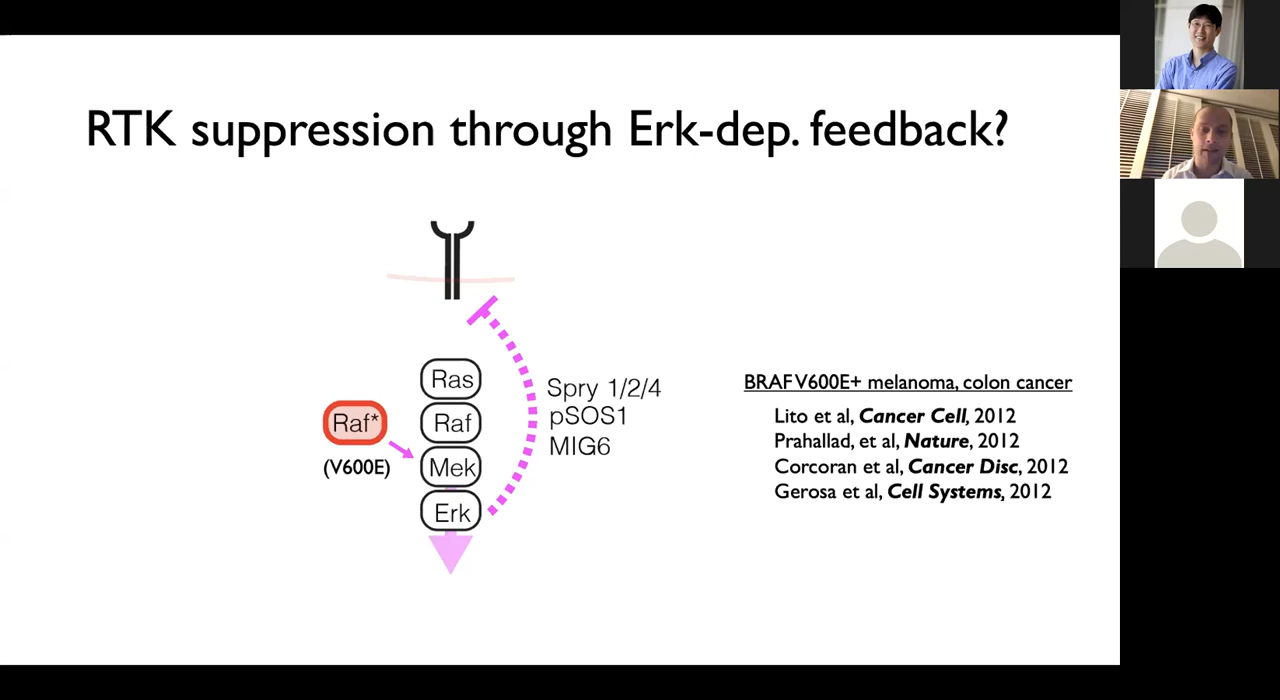 RTK suppression through Erk-dep. feedback?
Ras
Raf*
Raf
(V600E)
Mek
Erk
Spry 1/2/4
pSOS1
MIG6
BRAF V600E+ melanoma, colon cancer
Lito et al, Cancer Cell, 2012
Prahallad, et al, Nature, 2012
Corcoran et al, Cancer Disc, 2012
Gerosa et al, Cell Systems, 2012